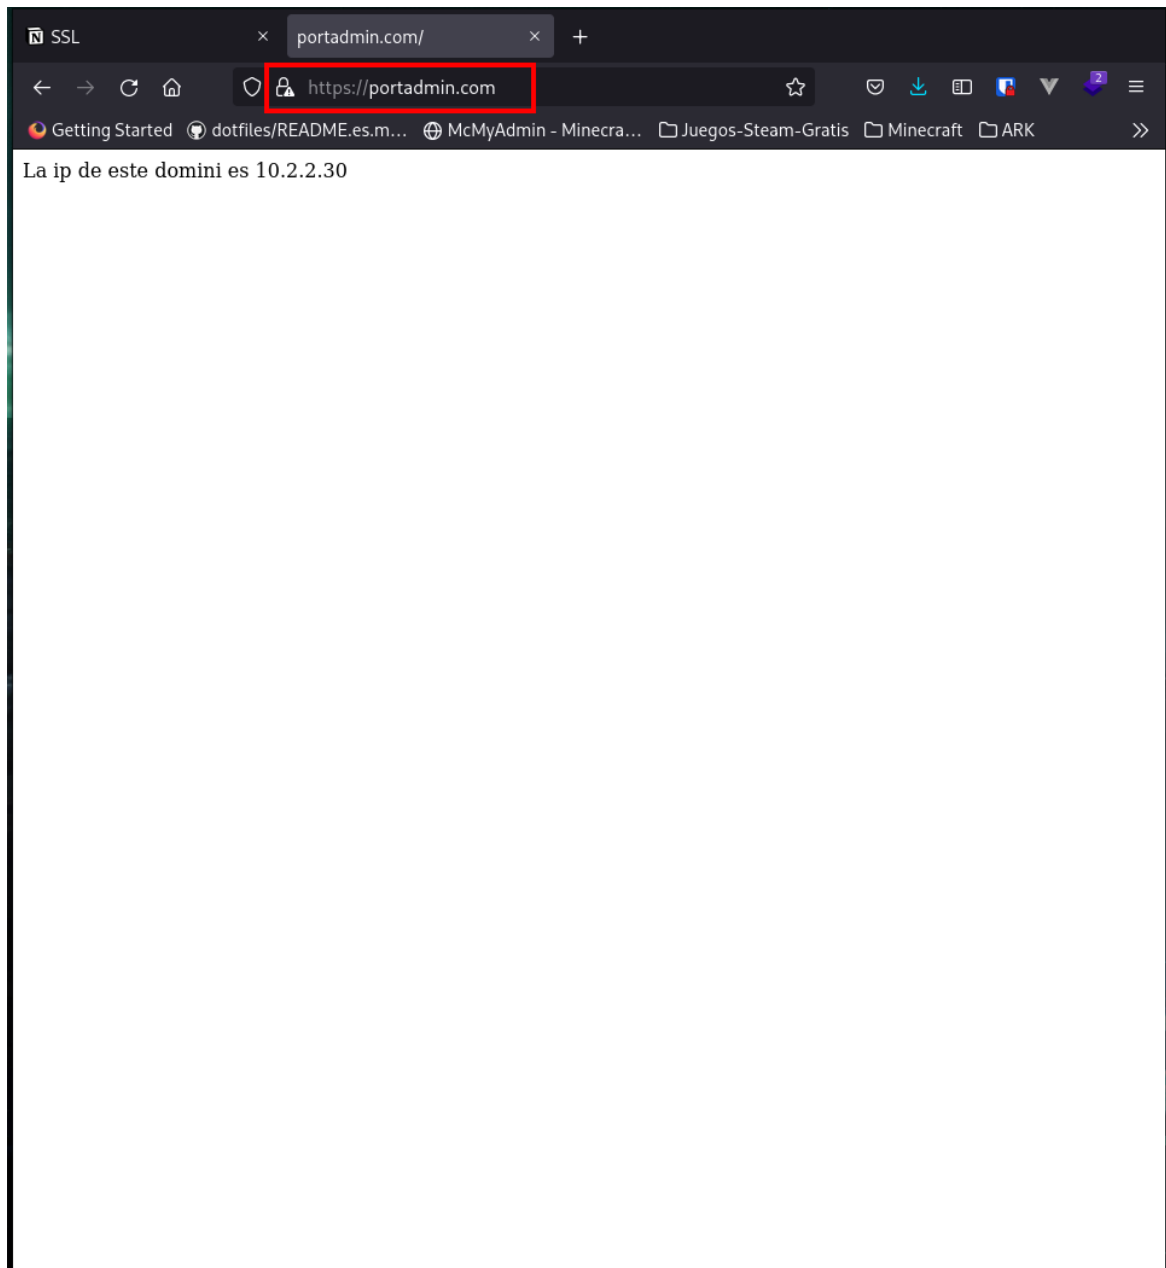 SSL
portadmin.com/
https://portadmin.com
2
Getting Started dotfiles/README.es.m... McMyAdmin - Minecra... Juegos-Steam-Gratis Minecraft ARK
La ip de este domini es 10.2.2.30